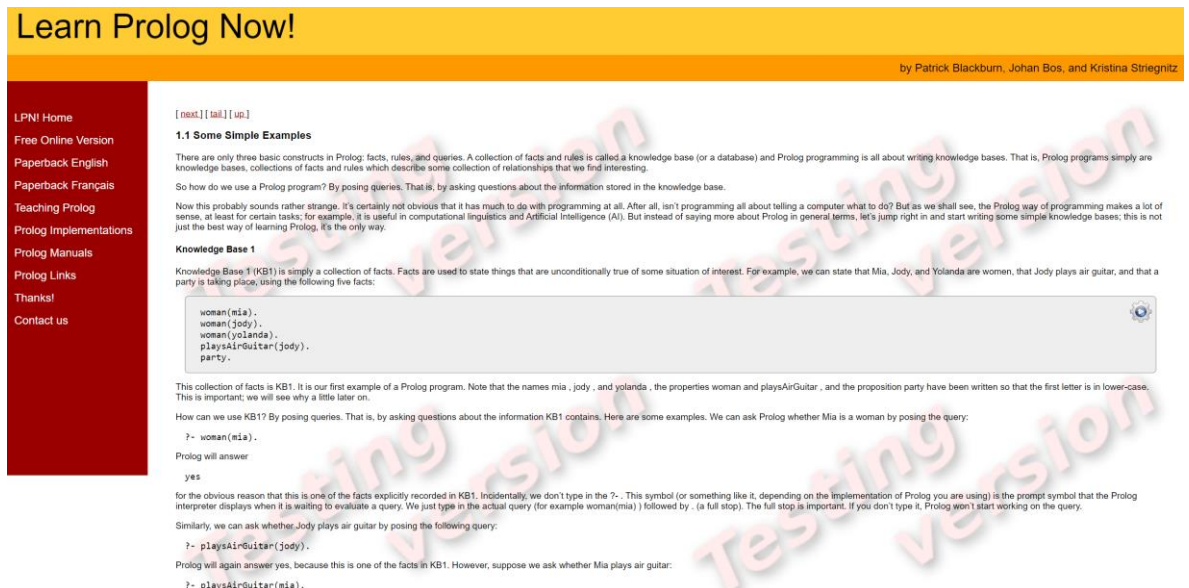 Learn Prolog Now!
by Patrick Blackburn, Johan Bos, and Kristina Striegnitz
LPN! Home
Free Online Version
Paperback English
Paperback Français
Teaching Prolog
Prolog Implementations
Prolog Manuals
Prolog Links
Thanks!
Contact us
[ next ] [ tail ] [ up ]
1.1 Some Simple Examples
There are only three basic constructs in Prolog: facts, rules, and queries. A collection of facts and rules is called a knowledge base (or a database) and Prolog programming is all about writing knowledge bases. That is, Prolog programs simply are
knowledge bases, collections of facts and rules which describe some collection of relationships that we find interesting.
So how do we use a Prolog program? By posing queries. That is, by asking questions about the information stored in the knowledge base.
Now this probably sounds rather strange. It's certainly not obvious that it has much to do with programming at all. After all, isn't programming all about telling a computer what to do? But as we shall see, the Prolog way of programming makes a lot of
sense, at least for certain tasks; for example, it is useful in computational linguistics and Artificial Intelligence (AI). But instead of saying more about Prolog in general terms, let's jump right in and start writing some simple knowledge bases; this is not
just the best way of learning Prolog, it's the only way.
Knowledge Base 1
Knowledge Base 1 (KB1) is simply a collection of facts. Facts are used to state things that are unconditionally true of some situation of interest. For example, we can state that Mia, Jody, and Yolanda are women, that Jody plays air guitar, and that a
party is taking place, using the following five facts:
woman(mia).
woman(jody).
woman(yolanda).
playsAirGuitar(jody).
party.
This collection of facts is KB1. It is our first example of a Prolog program. Note that the names mia , jody , and yolanda , the properties woman and playsAirGuitar , and the proposition party have been written so that the first letter is in lower-case.
This is important; we will see why a little later on.
How can we use KB1? By posing queries. That is, by asking questions about the information KB1 contains. Here are some examples. We can ask Prolog whether Mia is a woman by posing the query:
?- woman(mia).
Prolog will answer
yes
for the obvious reason that this is one of the facts explicitly recorded in KB1. Incidentally, we don't type in the ?- . This symbol (or something like it, depending on the implementation of Prolog you are using) is the prompt symbol that the Prolog
interpreter displays when it is waiting to evaluate a query. We just type in the actual query (for example woman(mia) ) followed by . (a full stop). The full stop is important. If you don't type it, Prolog won't start working on the query.
Similarly, we can ask whether Jody plays air guitar by posing the following query:
?- playsAirGuitar(jody).
Prolog will again answer yes, because this is one of the facts in KB1. However, suppose we ask whether Mia plays air guitar:
?- playsAirGuitar(mia).
Testing version
Testing version
Testing version
Testing version